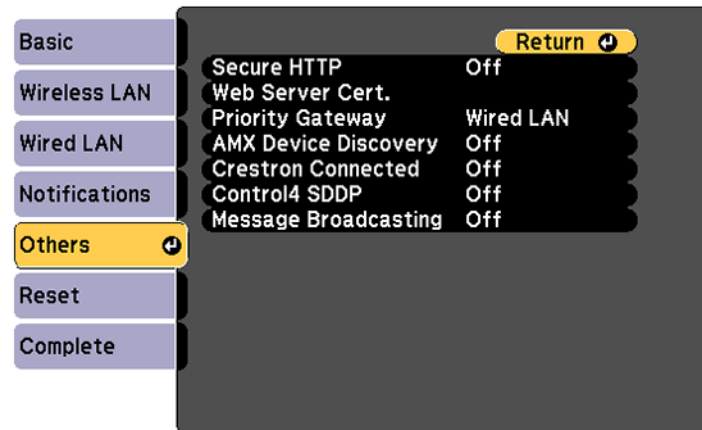 Basic
Wireless LAN
Wired LAN
Notifications
Others
Reset
Complete
Return
Secure HTTP Off
Web Server Cert.
Priority Gateway Wired LAN
AMX Device Discovery Off
Crestron Connected Off
Control4 SDDP Off
Message Broadcasting Off